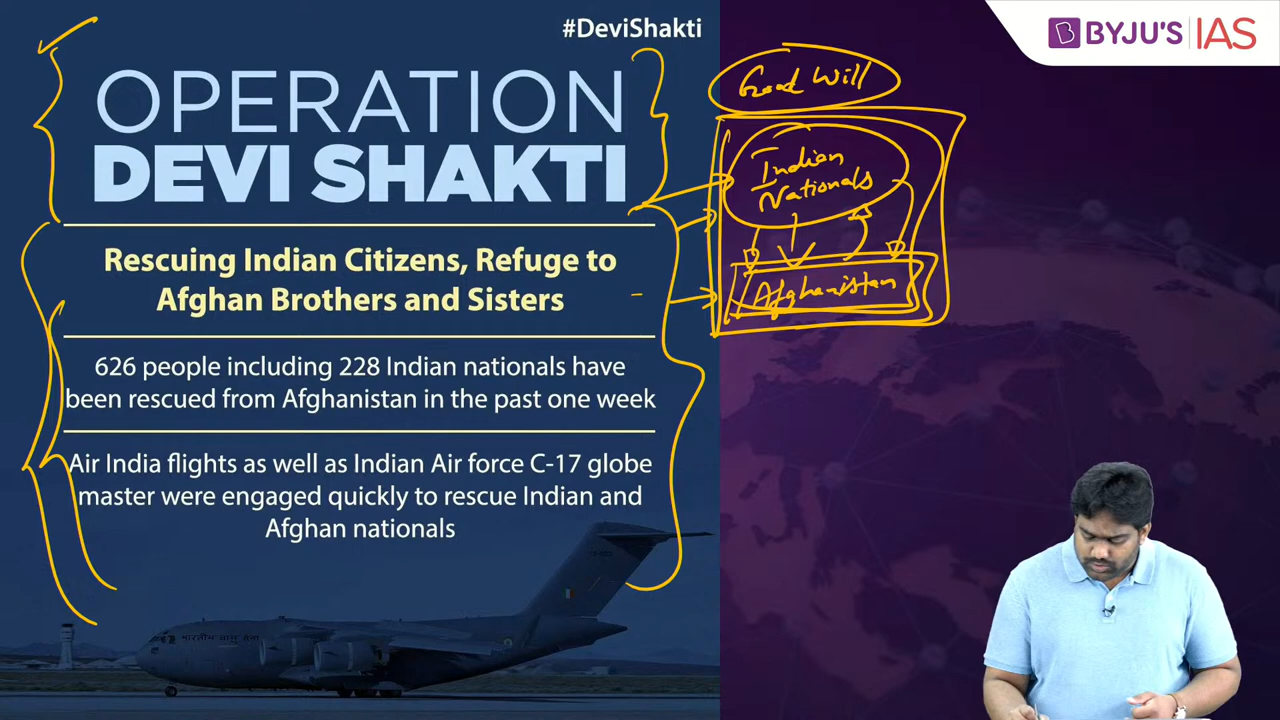 #DeviShakti
OPERATION
DEVI SHAKTI
Rescuing Indian Citizens, Refuge to
Afghan Brothers and Sisters
626 people including 228 Indian nationals have
been rescued from Afghanistan in the past one week
Air India flights as well as Indian Air force C-17 globe
master were engaged quickly to rescue Indian and
Afghan nationals
भारतीय वायु सेना
Good Will
Indian
Nationals
Afghanistan
BYJU'S IAS